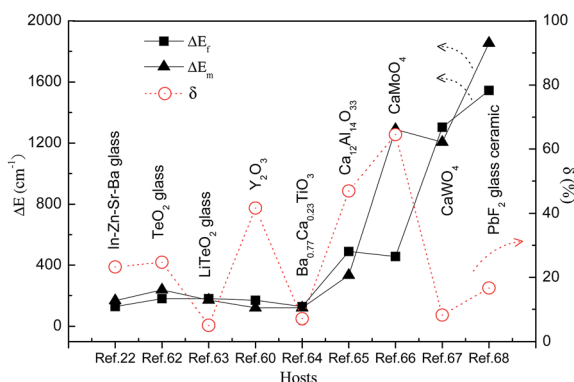 2000
1600
1200
800
400
0
ΔE (cm⁻¹)
ΔE_f
ΔE_m
δ
In-Zn-Sr-Ba glass
TeO₂ glass
LiTeO₂ glass
Y₂O₃
Ba₀.₇₇Ca₀.₂₃TiO₃
Ca₁₂Al₁₄O₃₃
CaMoO₄
CaWO₄
PbF₂ glass ceramic
100
80
60
40
20
0
δ (%)
Ref.22 Ref.62 Ref.63 Ref.60 Ref.64 Ref.65 Ref.66 Ref.67 Ref.68
Hosts